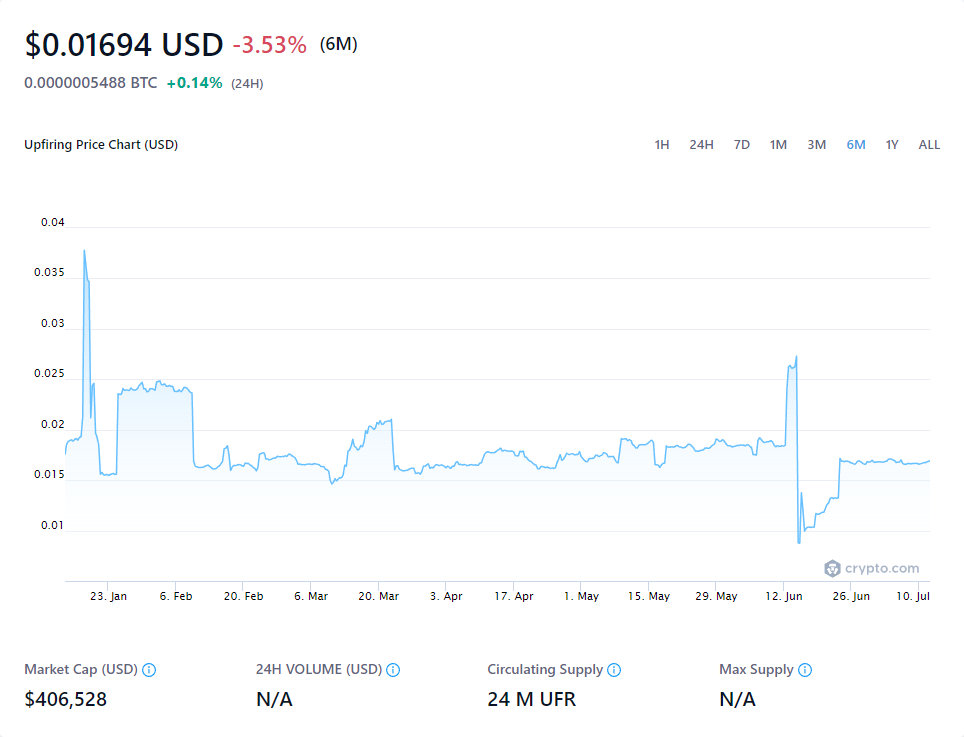 $0.01694 USD -3.53% (6M)
0.0000005488 BTC +0.14% (24H)
Upfiring Price Chart (USD) 1H 24H 7D 1M 3M 6M 1Y ALL
0.04
0.035
0.03
0.025
0.02
0.015
0.01
crypto.com
23. Jan 6. Feb 20. Feb 6. Mar 20. Mar 3. Apr 17. Apr 1. May 15. May 29. May 12. Jun 26. Jun 10. Jul
Market Cap (USD) 24H VOLUME (USD) Circulating Supply Max Supply
$406,528 N/A 24 M UFR N/A